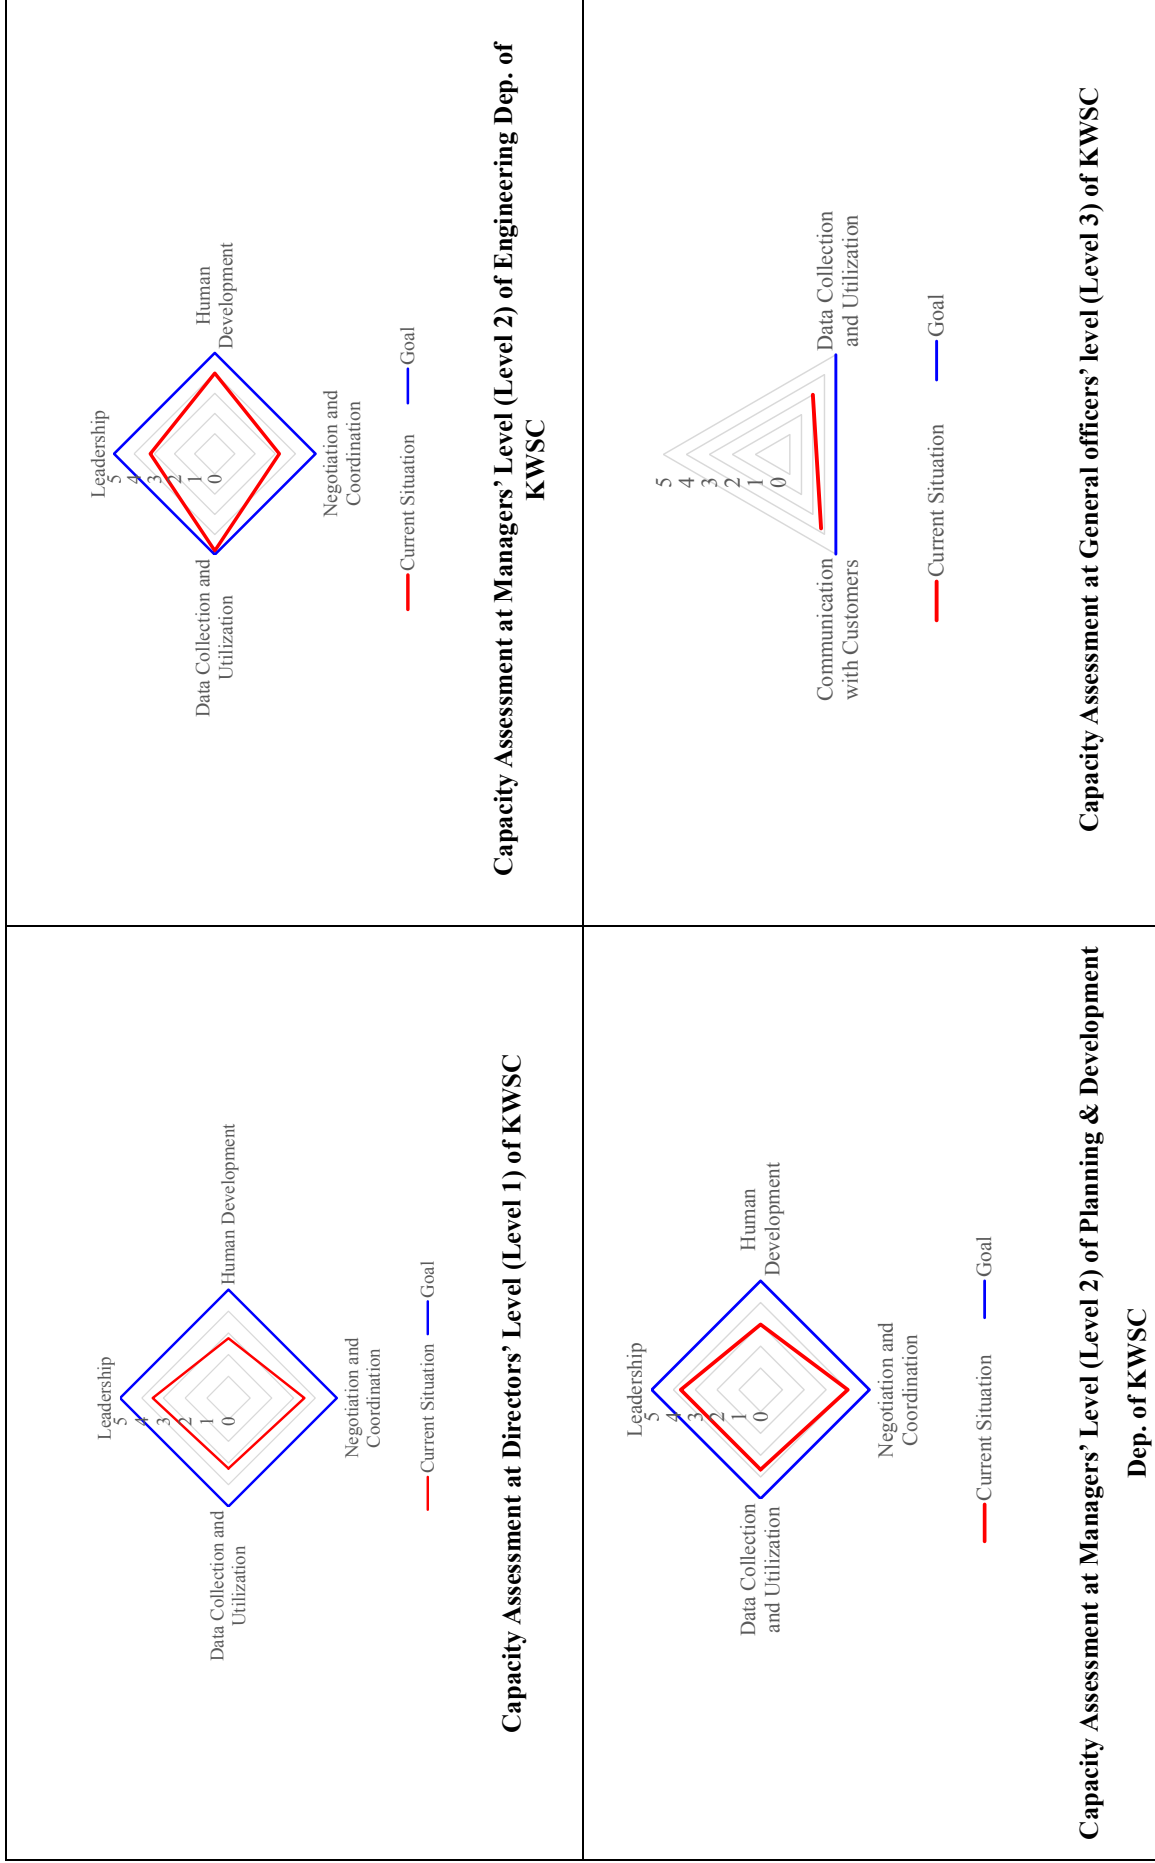 Leadership
5
4
3
2
1
0
Human Development
Negotiation and
Coordination
Data Collection and
Utilization
Current Situation
Goal
Capacity Assessment at Directors' Level (Level 1) of KWSC
Leadership
5
4
3
2
1
0
Human
Development
Negotiation and
Coordination
Data Collection and
Utilization
Current Situation
Goal
Capacity Assessment at Managers' Level (Level 2) of Engineering Dep. of
KWSC
Leadership
5
4
3
2
1
0
Human
Development
Negotiation and
Coordination
Data Collection
and Utilization
Current Situation
Goal
Capacity Assessment at Managers' Level (Level 2) of Planning & Development
Dep. of KWSC
5
4
3
2
1
0
Data Collection
and Utilization
Communication
with Customers
Current Situation
Goal
Capacity Assessment at General officers' level (Level 3) of KWSC